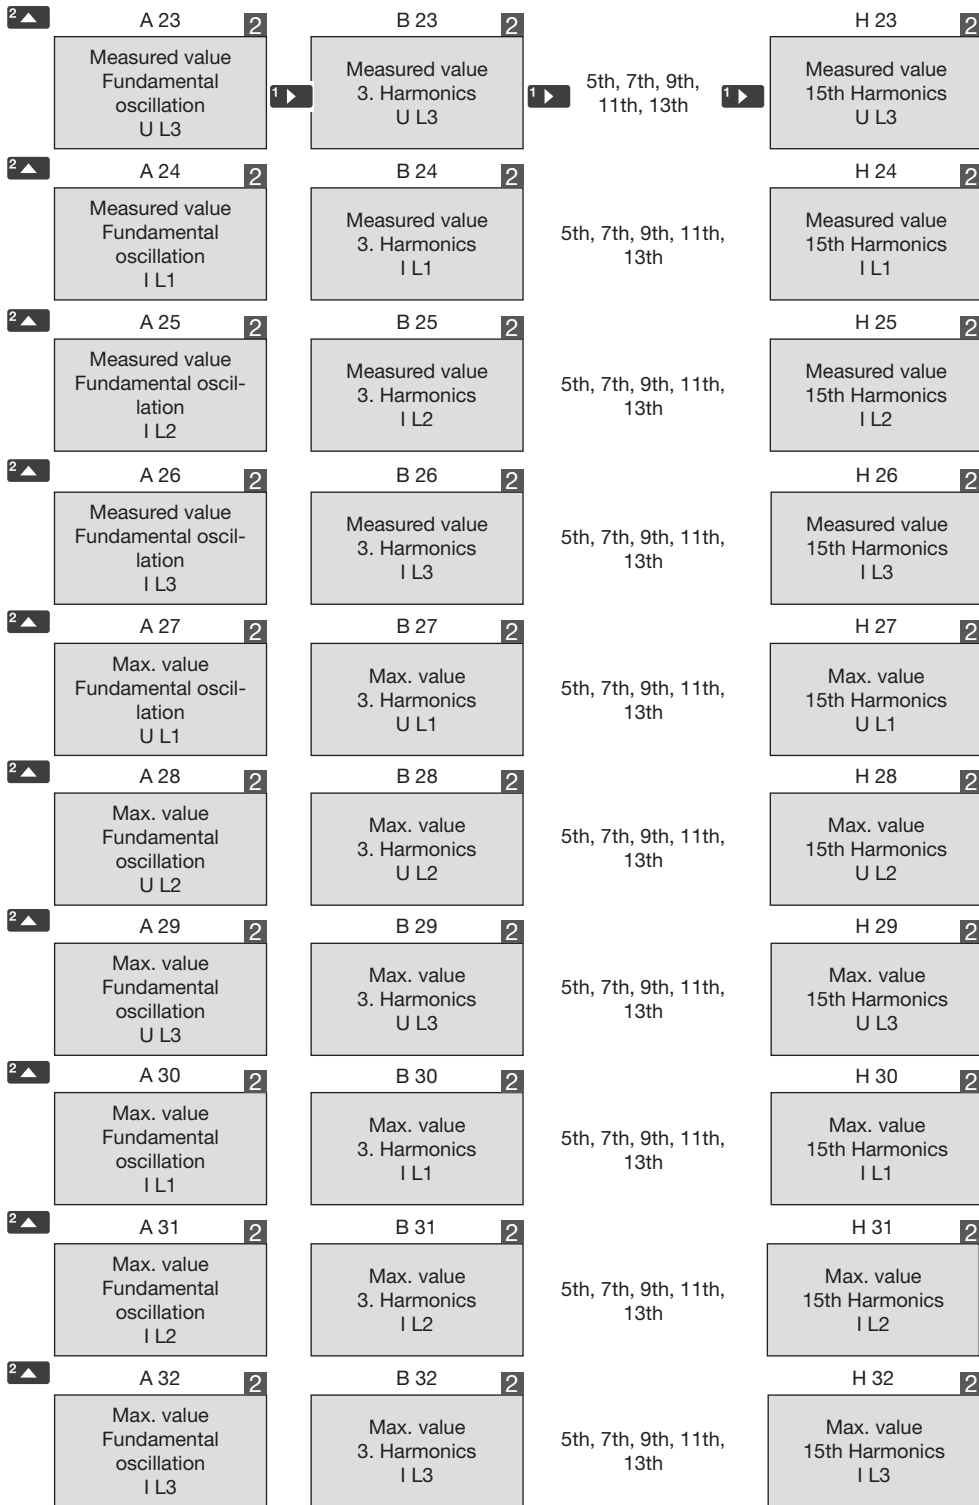 2 A 23 2 B 23 2 H 23 2
Measured value
Fundamental
oscillation
U L3
1
Measured value
3. Harmonics
U L3
1
5th, 7th, 9th,
11th, 13th
1
Measured value
15th Harmonics
U L3
2 A 24 2 B 24 2 H 24 2
Measured value
Fundamental
oscillation
I L1
Measured value
3. Harmonics
I L1
5th, 7th, 9th, 11th,
13th
Measured value
15th Harmonics
I L1
2 A 25 2 B 25 2 H 25 2
Measured value
Fundamental oscil-
lation
I L2
Measured value
3. Harmonics
I L2
5th, 7th, 9th, 11th,
13th
Measured value
15th Harmonics
I L2
2 A 26 2 B 26 2 H 26 2
Measured value
Fundamental oscil-
lation
I L3
Measured value
3. Harmonics
I L3
5th, 7th, 9th, 11th,
13th
Measured value
15th Harmonics
I L3
2 A 27 2 B 27 2 H 27 2
Max. value
Fundamental oscil-
lation
U L1
Max. value
3. Harmonics
U L1
5th, 7th, 9th, 11th,
13th
Max. value
15th Harmonics
U L1
2 A 28 2 B 28 2 H 28 2
Max. value
Fundamental
oscillation
U L2
Max. value
3. Harmonics
U L2
5th, 7th, 9th, 11th,
13th
Max. value
15th Harmonics
U L2
2 A 29 2 B 29 2 H 29 2
Max. value
Fundamental
oscillation
U L3
Max. value
3. Harmonics
U L3
5th, 7th, 9th, 11th,
13th
Max. value
15th Harmonics
U L3
2 A 30 2 B 30 2 H 30 2
Max. value
Fundamental
oscillation
I L1
Max. value
3. Harmonics
I L1
5th, 7th, 9th, 11th,
13th
Max. value
15th Harmonics
I L1
2 A 31 2 B 31 2 H 31 2
Max. value
Fundamental
oscillation
I L2
Max. value
3. Harmonics
I L2
5th, 7th, 9th, 11th,
13th
Max. value
15th Harmonics
I L2
2 A 32 2 B 32 2 H 32 2
Max. value
Fundamental
oscillation
I L3
Max. value
3. Harmonics
I L3
5th, 7th, 9th, 11th,
13th
Max. value
15th Harmonics
I L3